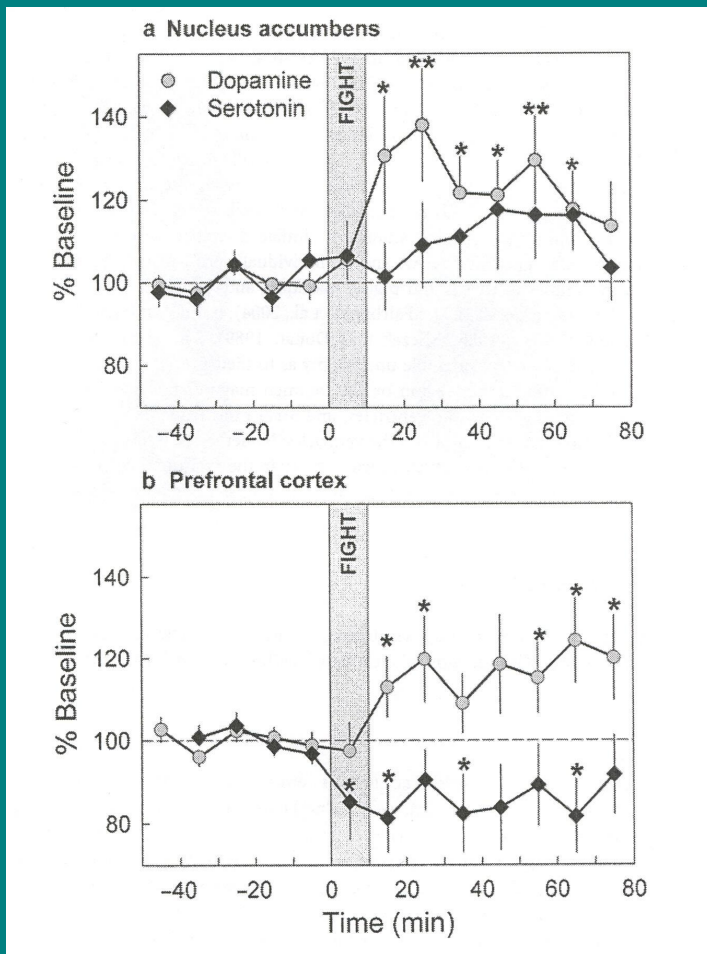 a Nucleus accumbens
Dopamine
Serotonin
FIGHT
* ** * * ** *
% Baseline
140
120
100
80
−40 −20 0 20 40 60 80
b Prefrontal cortex
FIGHT
* * * * *
* * * *
% Baseline
140
120
100
80
−40 −20 0 20 40 60 80
Time (min)